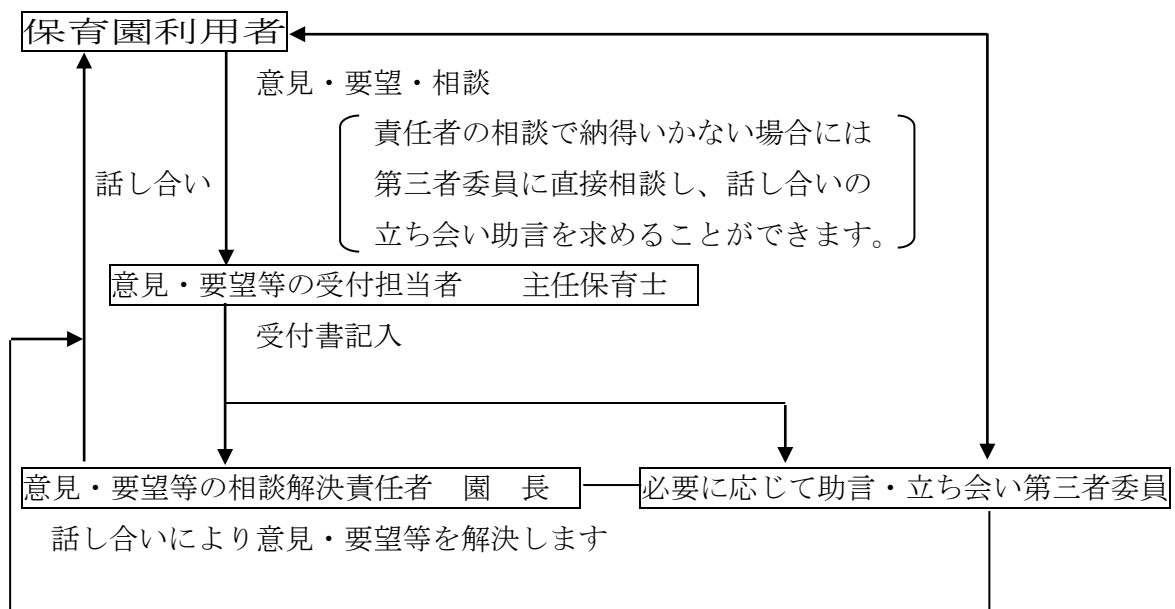 保育園利用者
意見・要望・相談
責任者の相談で納得いかない場合には
第三者委員に直接相談し、話し合いの
立ち会い助言を求めることができます。
話し合い
意見・要望等の受付担当者　　主任保育士
受付書記入
意見・要望等の相談解決責任者　園　長
必要に応じて助言・立ち会い第三者委員
話し合いにより意見・要望等を解決します